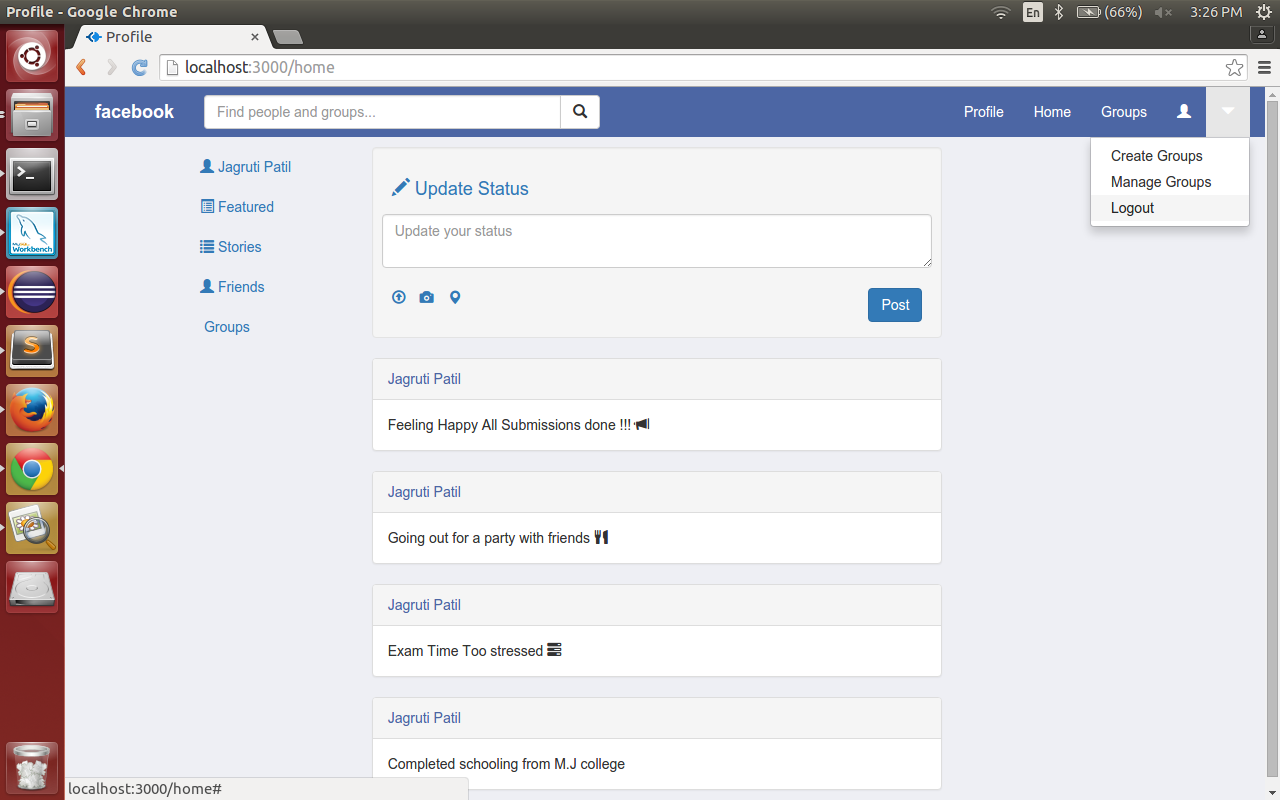 Profile - Google Chrome
En
(66%)
3:26 PM
Profile
localhost:3000/home
facebook
Find people and groups...
Profile
Home
Groups
Create Groups
Manage Groups
Logout
Jagruti Patil
Featured
Stories
Friends
Groups
Update Status
Update your status
Post
Jagruti Patil
Feeling Happy All Submissions done !!!
Jagruti Patil
Going out for a party with friends
Jagruti Patil
Exam Time Too stressed
Jagruti Patil
Completed schooling from M.J college
Workbench
S
localhost:3000/home#